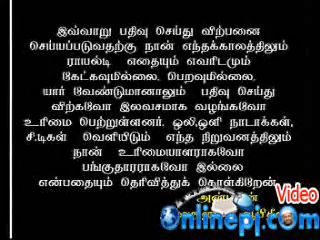 இவ்வாறு பதிவு செய்து விற்பனை
செய்யப்படுவதற்கு நான் எந்தக்காலத்திலும்
ராயல்டி எதையும் எவரிடமும்
கேட்கவுமில்லை. பெறவுமில்லை,
யார் வேண்டுமானாலும் பதிவு செய்து
விற்கவோ இலவசமாக வழங்கவோ
உரிமை பெற்றுள்ளனர். ஒலி,ஒளி நாடாக்கள்,
சி.டிகள் வெளியிடும் எந்த நிறுவனத்திலும்
நான் உரிமையாளராகவோ
பங்குதாரராகவோ இல்லை
என்பதையும் தெரிவித்துக் கொள்கிறேன்
Video
Onlinepj.com